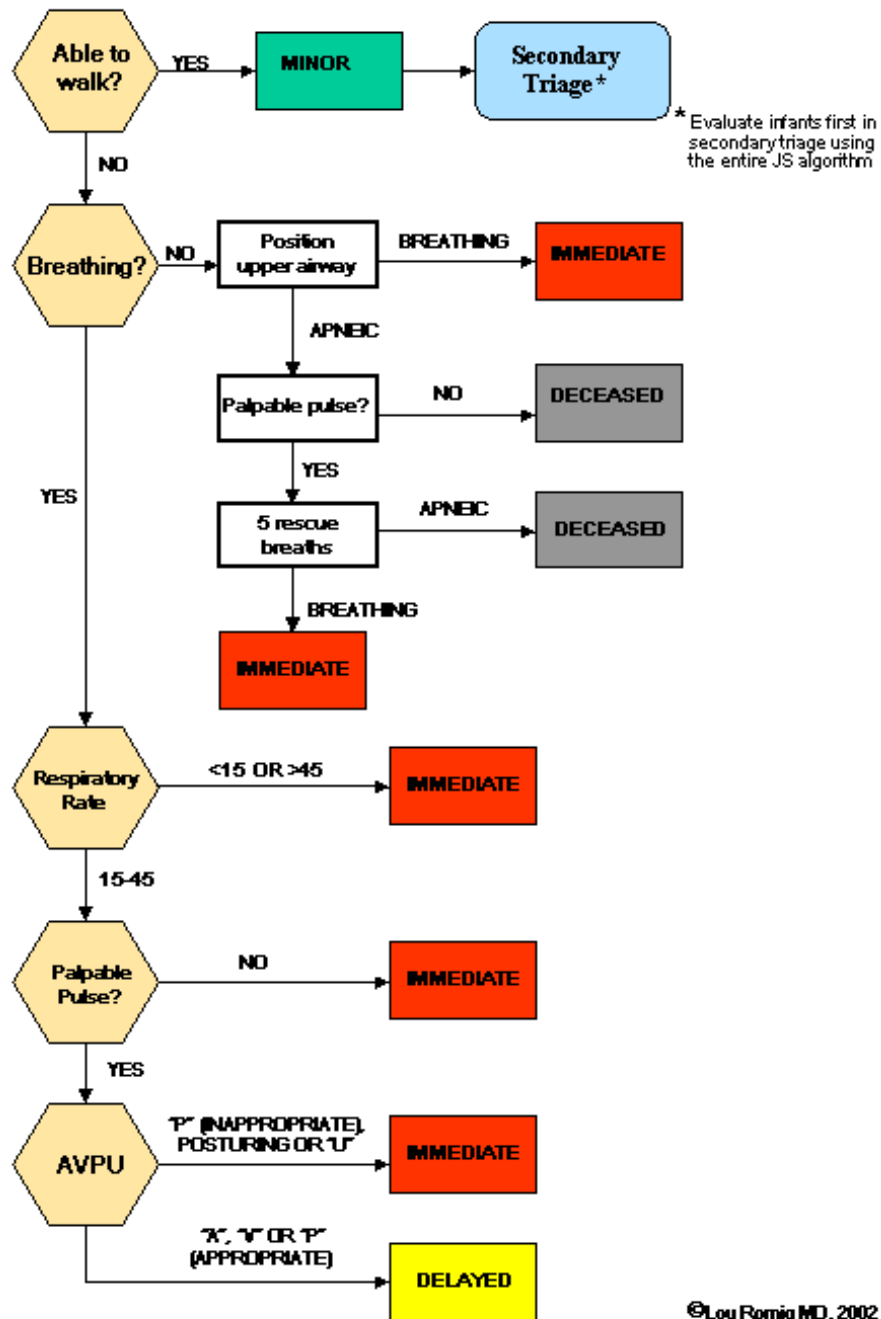 Able to
walk?
YES
MINOR
Secondary
Triage*
* Evaluate infants first in
secondary triage using
the entire JS algorithm
NO
Breathing?
NO
Position
upper airway
BREATHING
IMMEDIATE
APNEIC
Palpable pulse?
NO
DECEASED
YES
5 rescue
breaths
APNEIC
DECEASED
BREATHING
IMMEDIATE
YES
Respiratory
Rate
<15 OR >45
IMMEDIATE
15-45
Palpable
Pulse?
NO
IMMEDIATE
YES
AVPU
"P" (INAPPROPRIATE),
POSTURING OR "U"
IMMEDIATE
"A", "V" OR "P"
(APPROPRIATE)
DELAYED
©Lou Romig MD, 2002